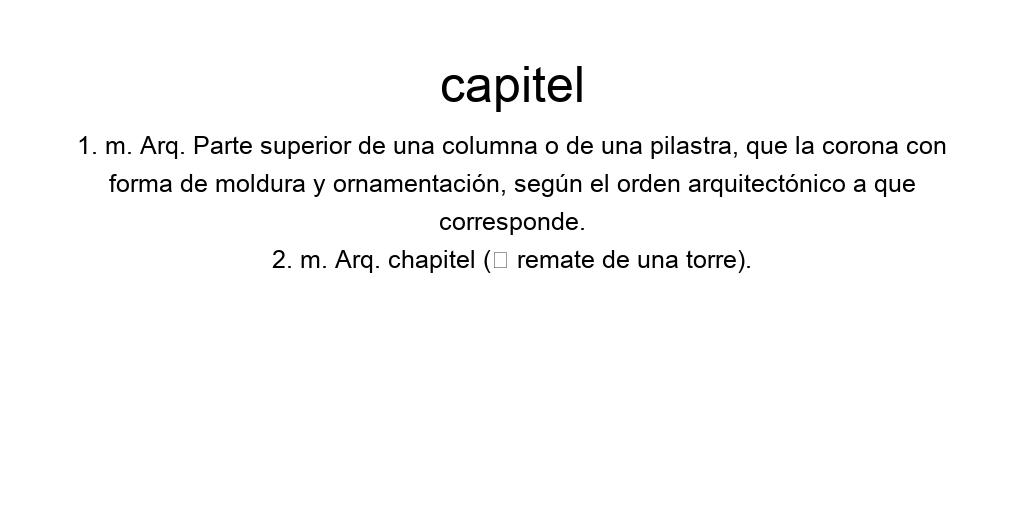 capitel
1. m. Arq. Parte superior de una columna o de una pilastra, que la corona con
forma de moldura y ornamentación, según el orden arquitectónico a que
corresponde.
2. m. Arq. chapitel (□ remate de una torre).